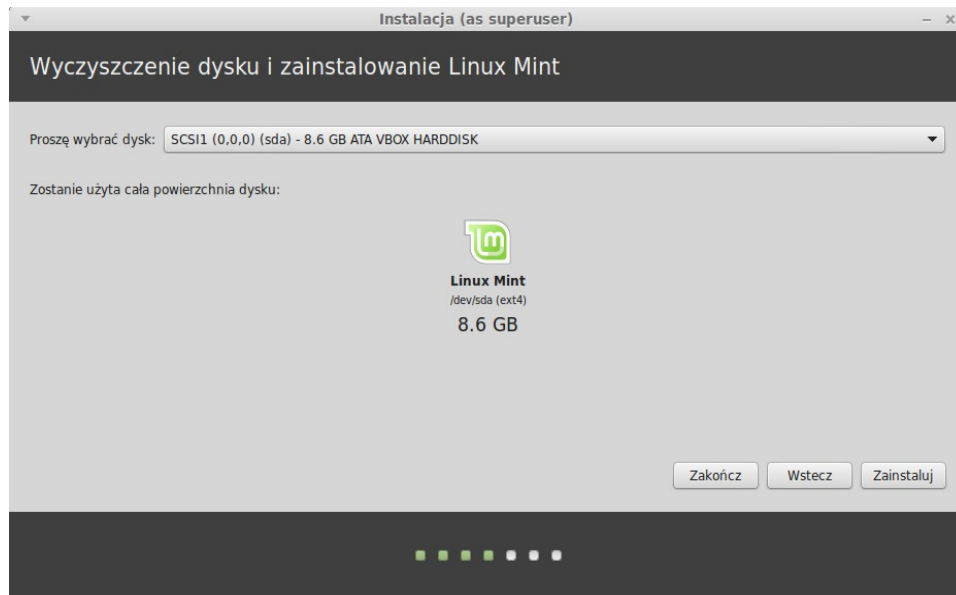 Instalacja (as superuser)
Wyczyszczenie dysku i zainstalowanie Linux Mint
Proszę wybrać dysk: SCSI1 (0,0,0) (sda) - 8.6 GB ATA VBOX HARDDISK
Zostanie użyta cała powierzchnia dysku:
lm
Linux Mint
/dev/sda (ext4)
8.6 GB
Zakończ Wstecz Zainstaluj